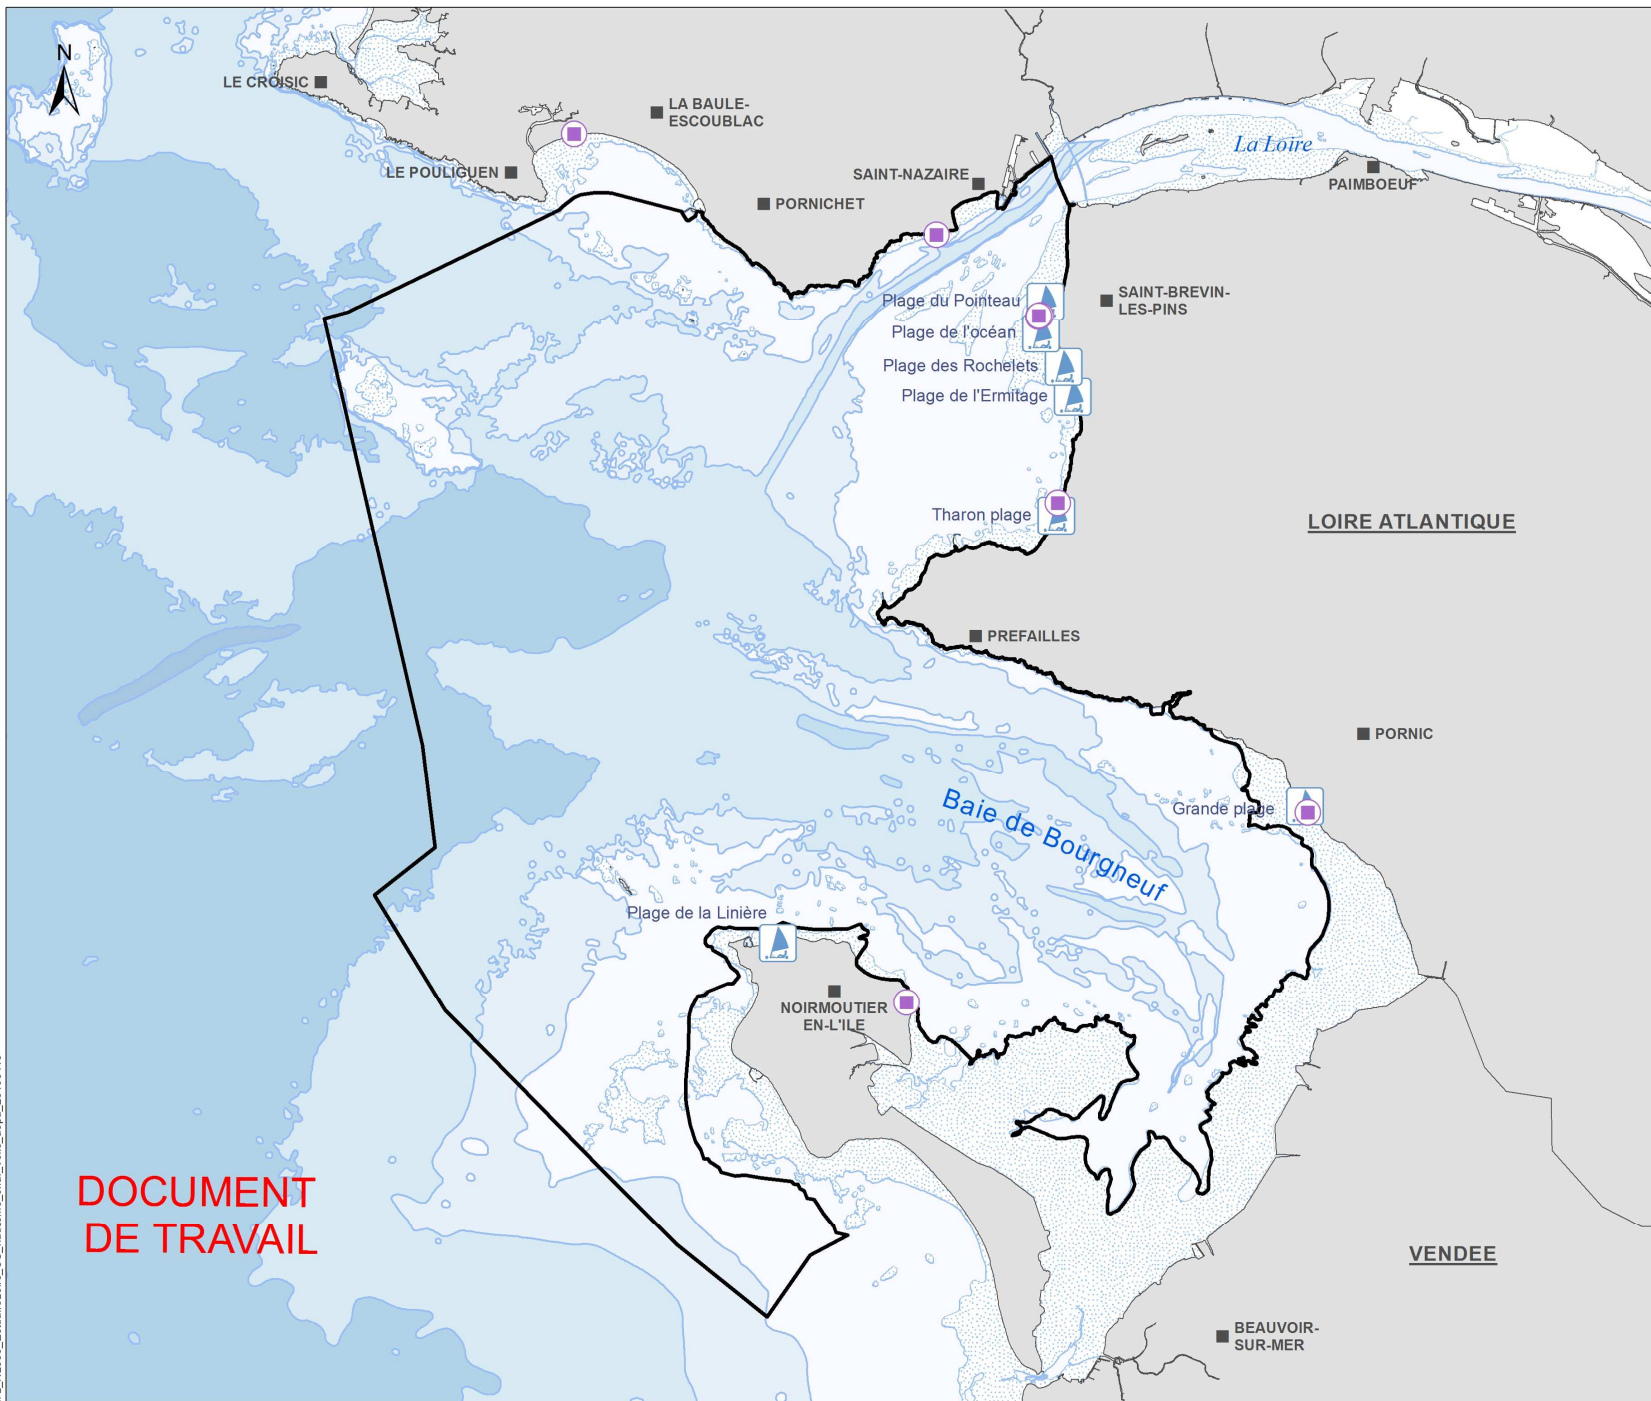 N
LE CROISIC
LA BAULE-
ESCOUBLAC
La Loire
LE POULIGUEN
SAINT-NAZAIRE
PAIMBOEUF
PORNICHET
Plage du Pointeau
SAINT-BREVIN-
LES-PINS
Plage de l'océan
Plage des Rochelets
Plage de l'Ermitage
Tharon plage
LOIRE ATLANTIQUE
PREFAILLES
PORNIC
Grande plage
Baie de Bourgneuf
Plage de la Linière
NOIRMOUTIER
EN-L'ILE
DOCUMENT
DE TRAVAIL
VENDEE
BEAUVOIR-
SUR-MER